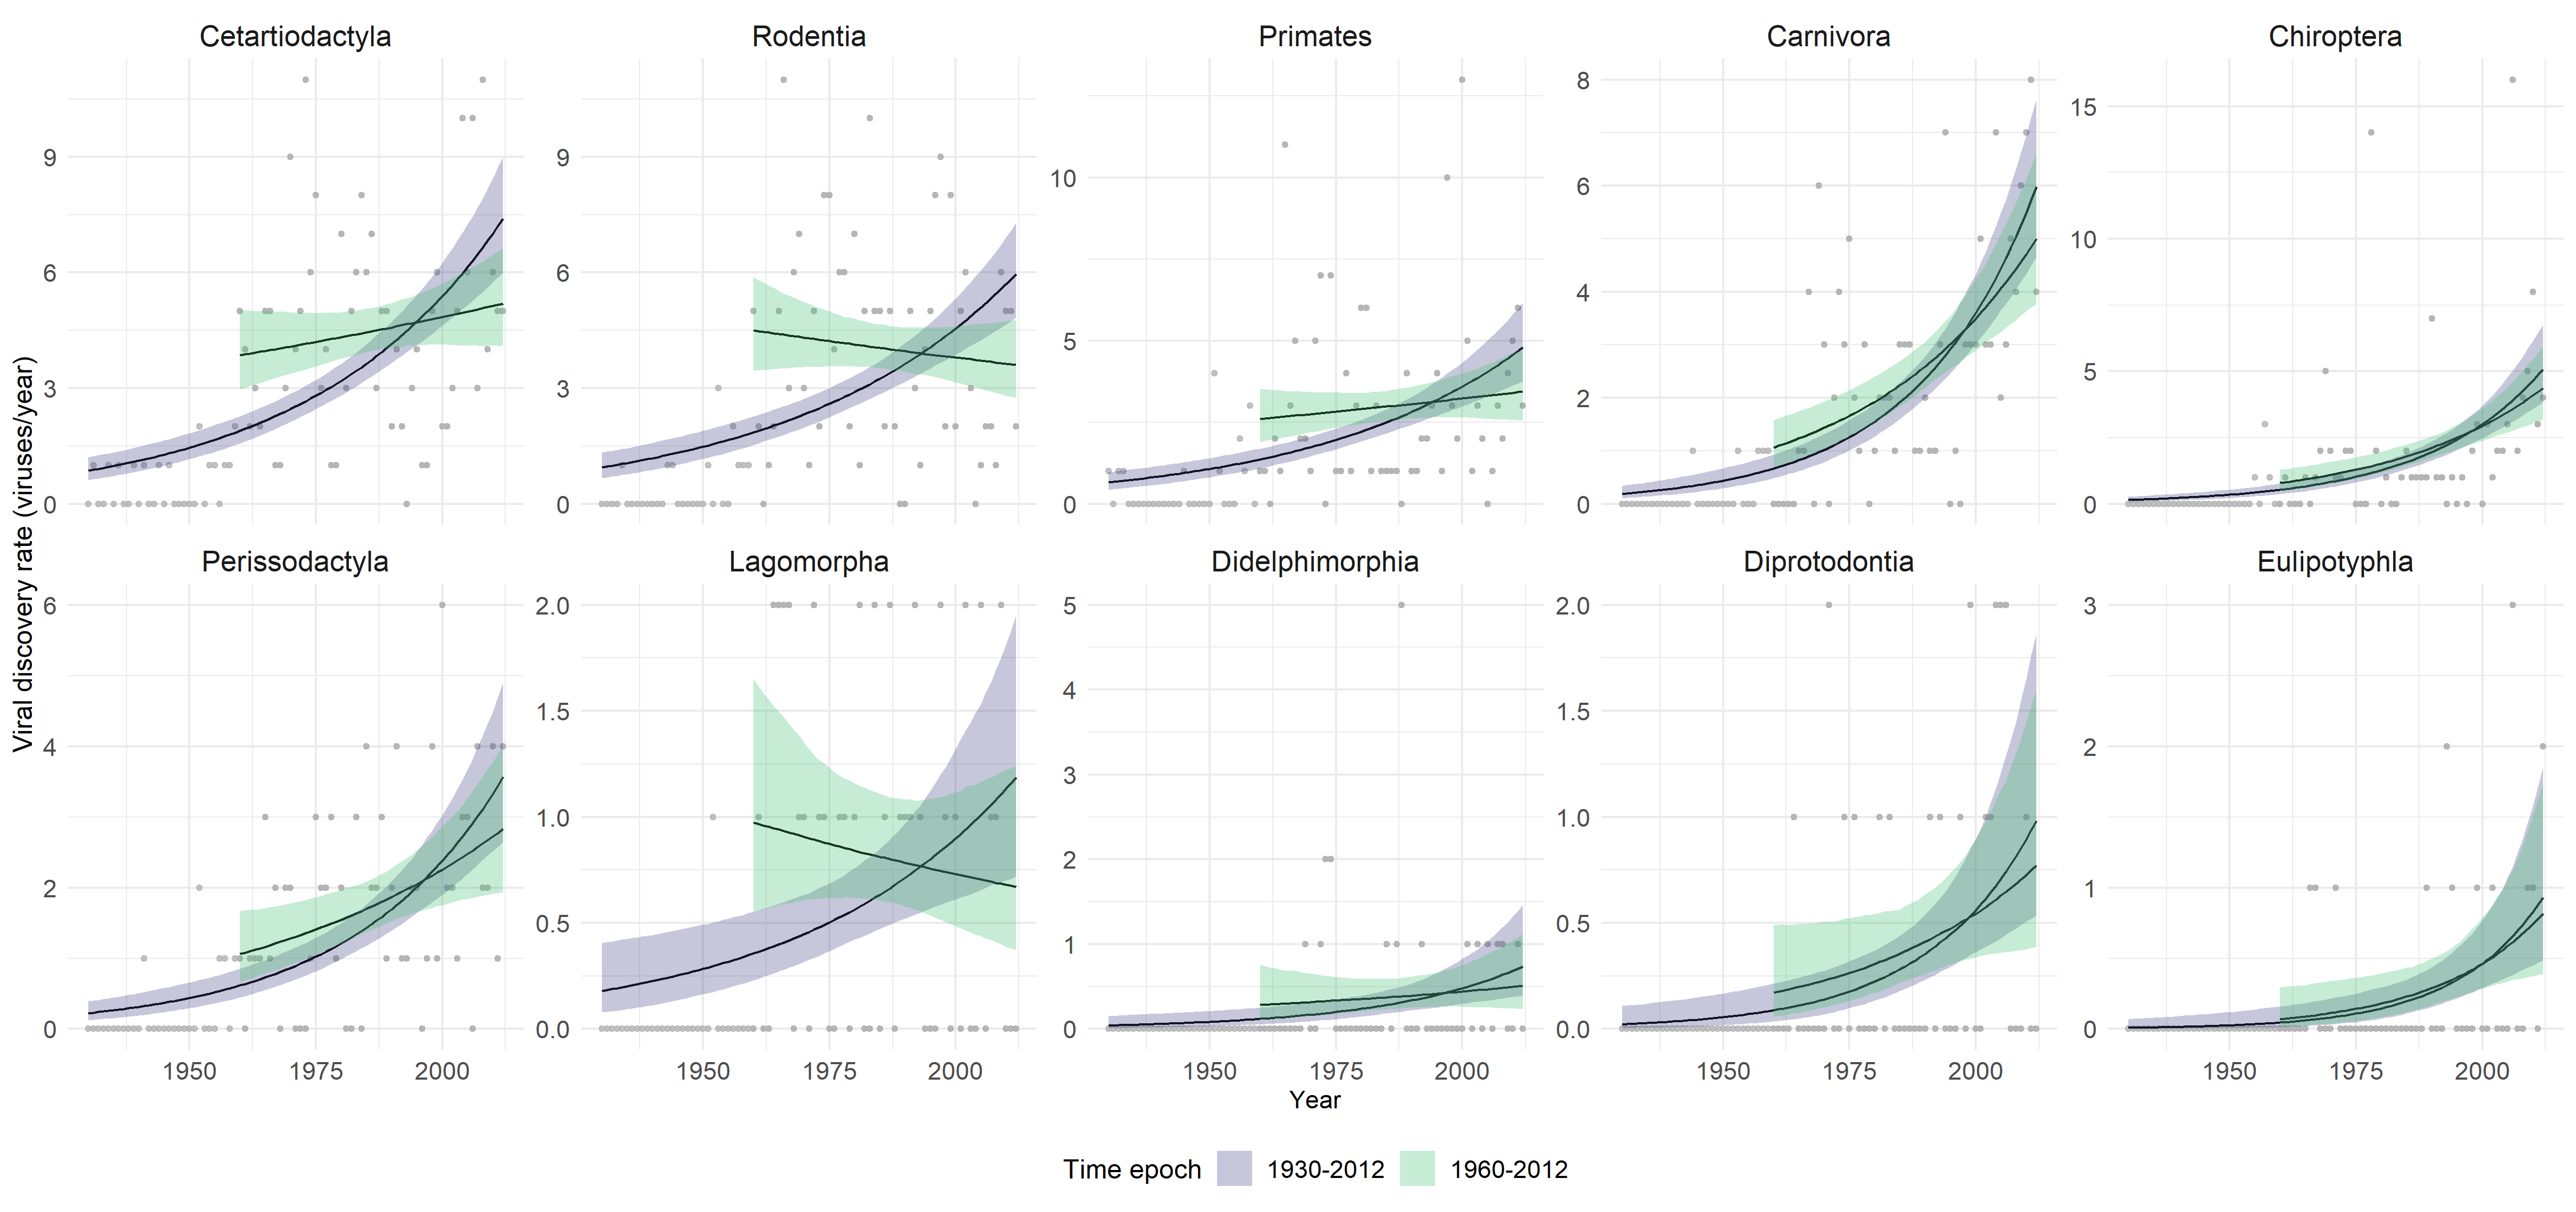 Cetartiodactyla Rodentia Primates Carnivora Chiroptera
9 9 10 8 15
6 6 5 6 10
3 3 0 4 5
0 0 2 0
0
Viral discovery rate (viruses/year)
Perissodactyla Lagomorpha Didelphimorphia Diprotodontia Eulipotyphla
6 2.0 5 2.0 3
4 1.5 4 1.5 2
2 1.0 3 1.0 1
0 0.5 2 0.5 0
0.0 1 0.0
0
1950 1975 2000 1950 1975 2000 1950 1975 2000 1950 1975 2000 1950 1975 2000
Year
Time epoch 1930-2012 1960-2012